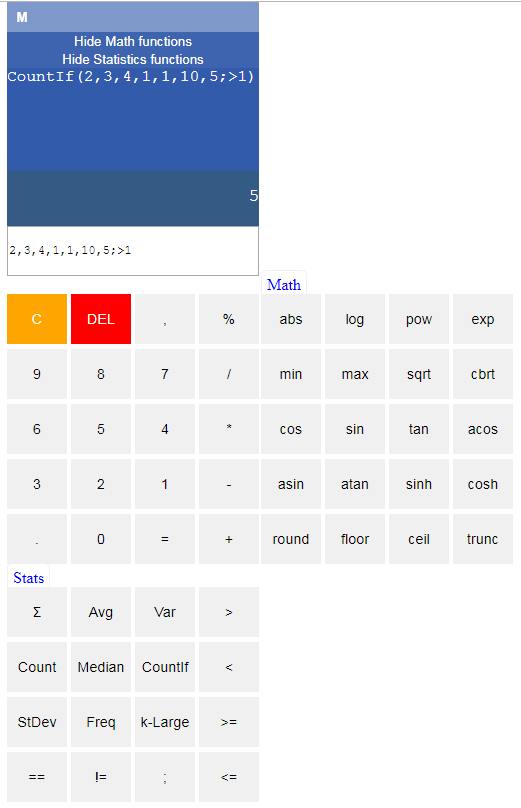 M
Hide Math functions
Hide Statistics functions
CountIf(2,3,4,1,1,10,5;>1)
5
2,3,4,1,1,10,5;>1
Math
C DEL , % abs log pow exp
9 8 7 / min max sqrt cbrt
6 5 4 * cos sin tan acos
3 2 1 - asin atan sinh cosh
. 0 = + round floor ceil trunc
Stats
Σ Avg Var >
Count Median CountIf <
StDev Freq k-Large >=
== != ; <=